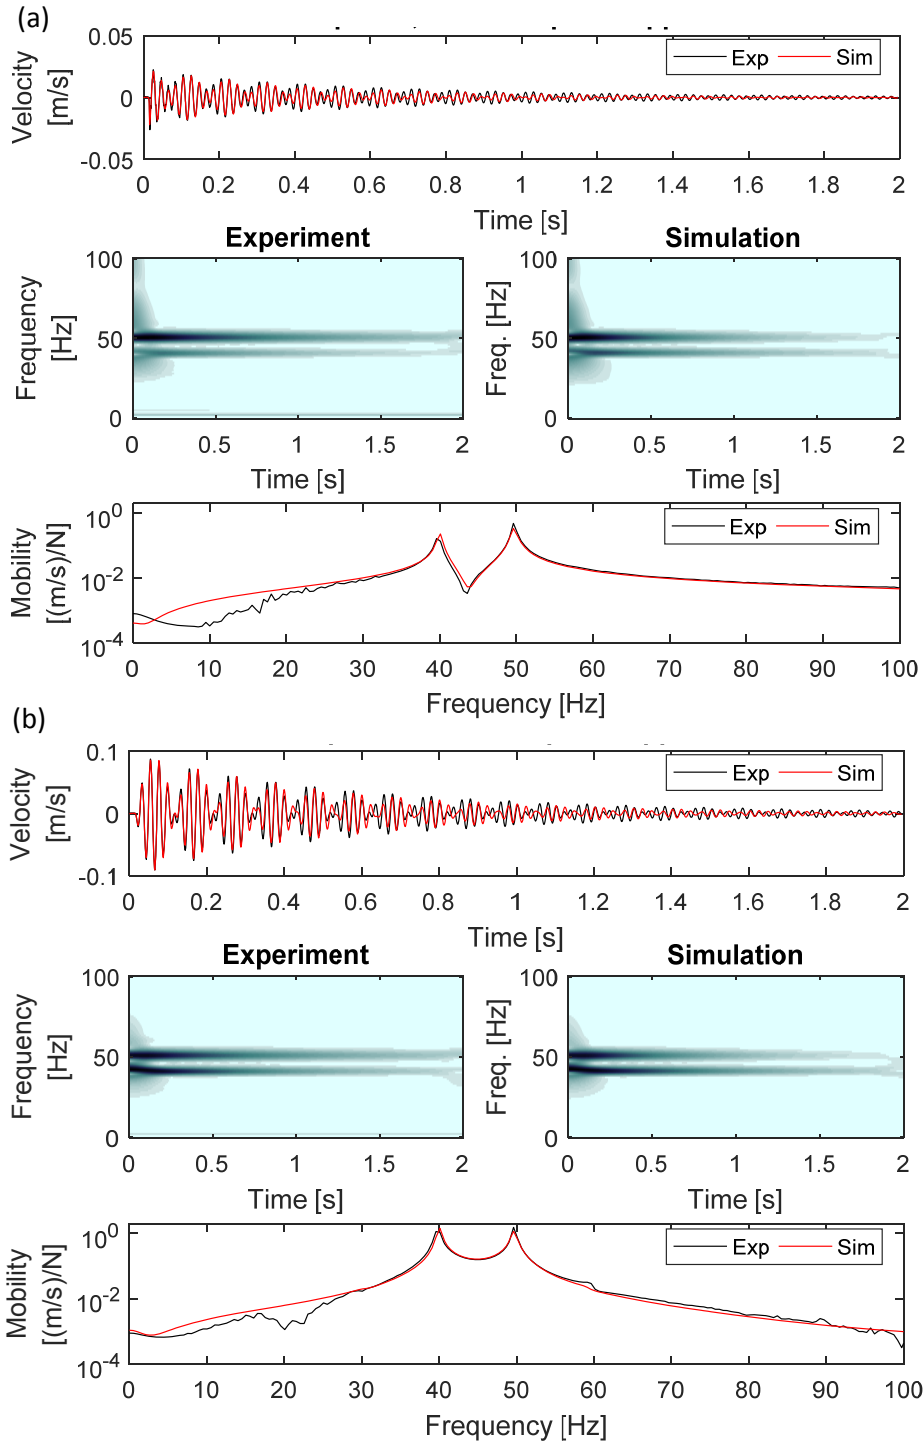 (a)
0.05
0
-0.05
Velocity
[m/s]
Exp Sim
0 0.2 0.4 0.6 0.8 1 1.2 1.4 1.6 1.8 2
Time [s]
Experiment
Simulation
100
50
0
Frequency
[Hz]
0 0.5 1 1.5 2
Time [s]
100
50
0
Freq. [Hz]
0 0.5 1 1.5 2
Time [s]
10^0
10^-2
10^-4
Mobility
[(m/s)/N]
Exp Sim
0 10 20 30 40 50 60 70 80 90 100
Frequency [Hz]
(b)
0.1
0
-0.1
Velocity
[m/s]
Exp Sim
0 0.2 0.4 0.6 0.8 1 1.2 1.4 1.6 1.8 2
Time [s]
Experiment
Simulation
100
50
0
Frequency
[Hz]
0 0.5 1 1.5 2
Time [s]
100
50
0
Freq. [Hz]
0 0.5 1 1.5 2
Time [s]
10^0
10^-2
10^-4
Mobility
[(m/s)/N]
Exp Sim
0 10 20 30 40 50 60 70 80 90 100
Frequency [Hz]